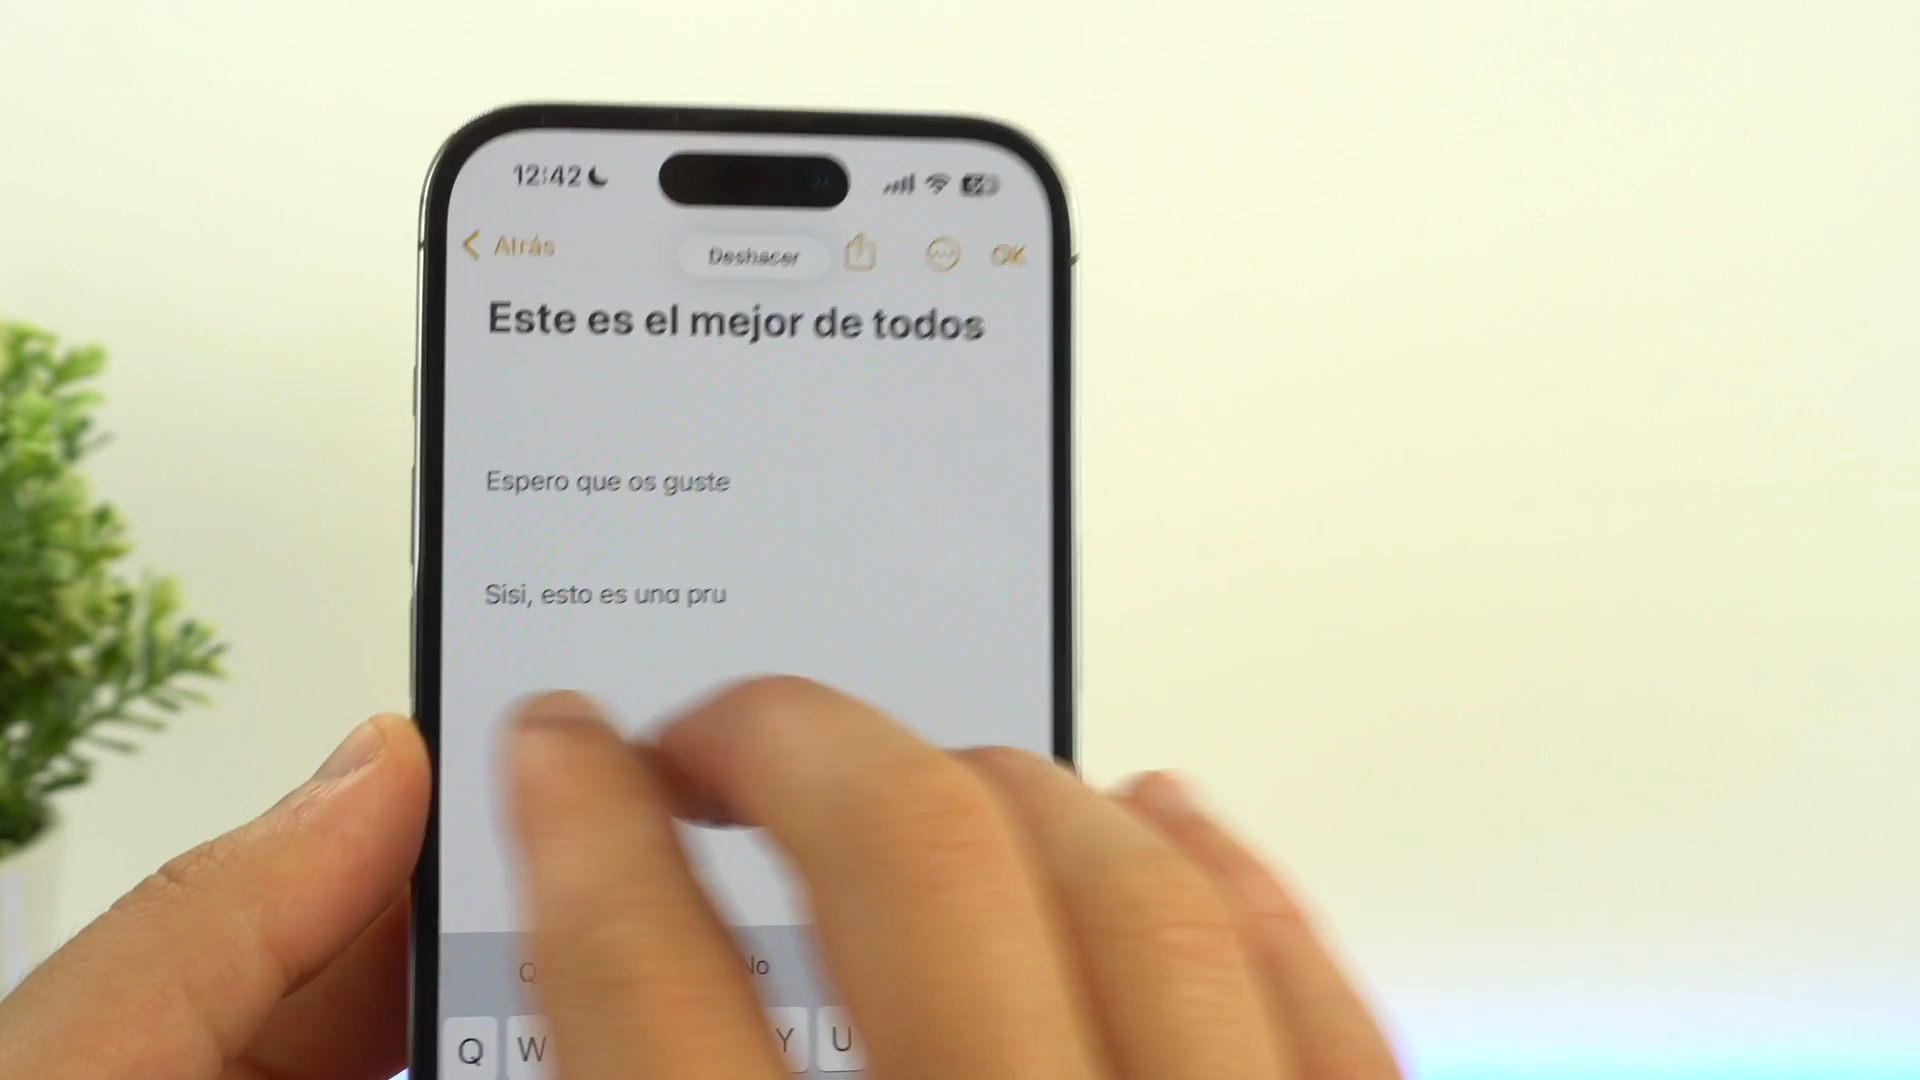 12:42
Atrás
Deshacer
OK
Este es el mejor de todos
Espero que os guste
Sisi, esto es una pru
No
Q W Y U